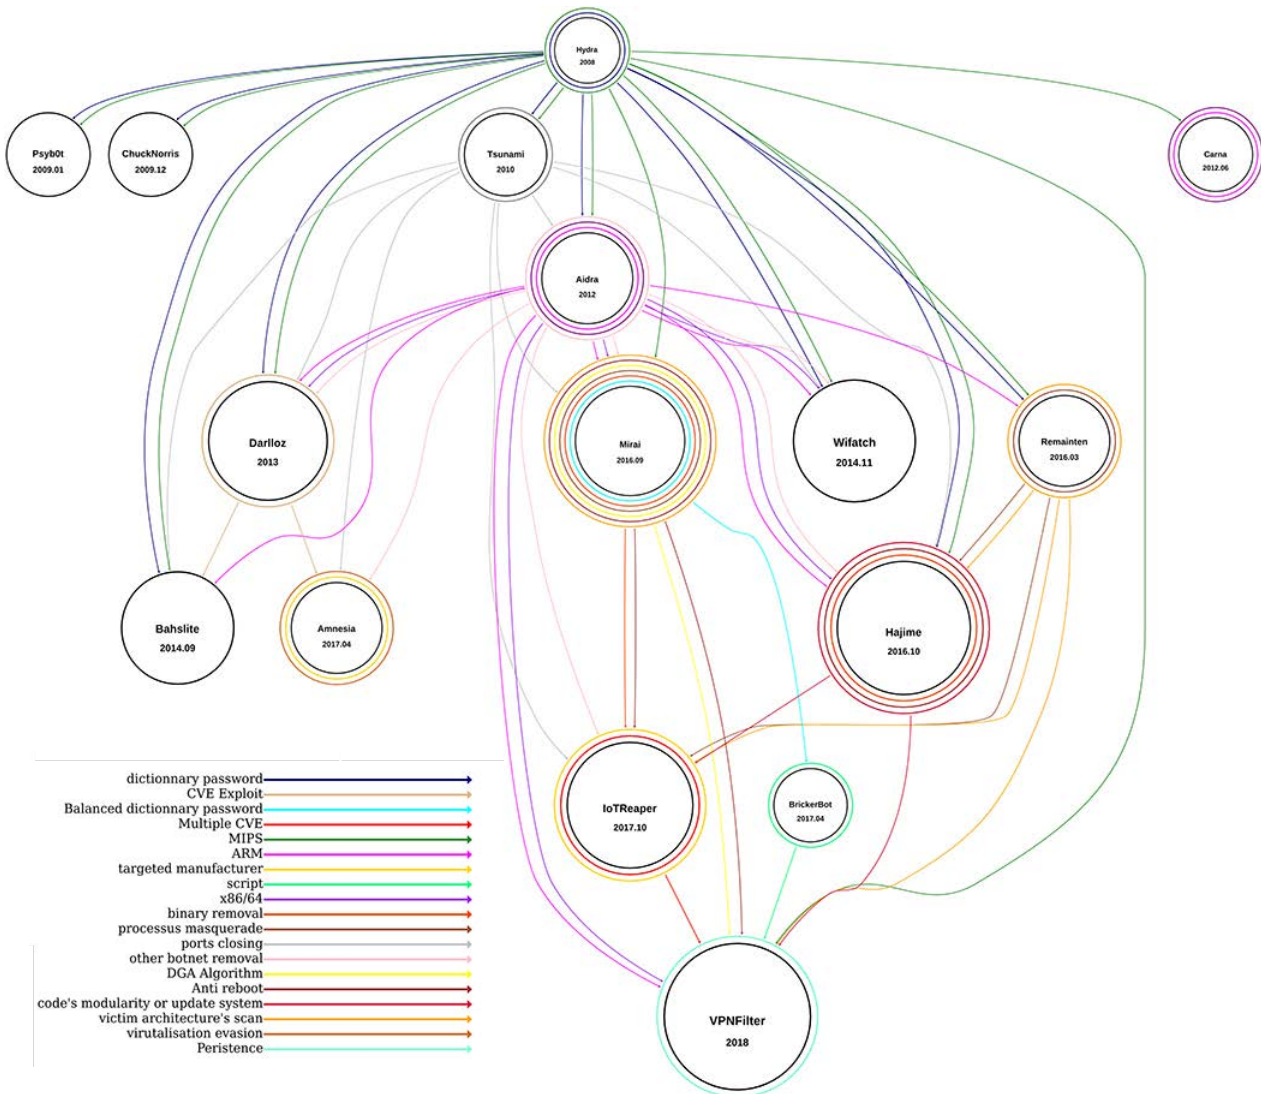 Hydra
2008
Psyb0t
2009.01
ChuckNorris
2009.12
Tsunami
2010
Carna
2012.06
Aidra
2012
Darlloz
2013
Mirai
2016.09
Wifatch
2014.11
Remainten
2016.03
Bahslite
2014.09
Amnesia
2017.04
Hajime
2016.10
IoTReaper
2017.10
BrickerBot
2017.04
VPNFilter
2018
dictionnary password
CVE Exploit
Balanced dictionnary password
Multiple CVE
MIPS
ARM
targeted manufacturer
script
x86/64
binary removal
processus masquerade
ports closing
other botnet removal
DGA Algorithm
Anti reboot
code's modularity or update system
victim architecture's scan
virutalisation evasion
Peristence